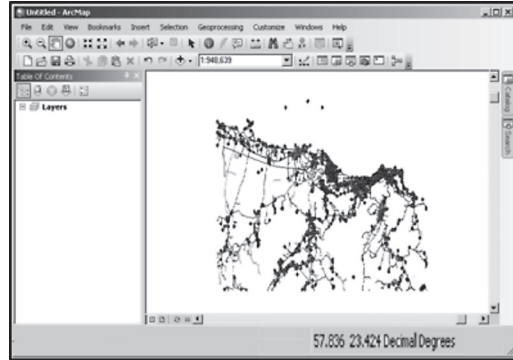 Untitled - ArcMap
File Edit View Bookmarks Insert Selection Geoprocessing Customize Windows Help
1:948,639
Table Of Contents
Layers
Catalog
Search
57.836 23.424 Decimal Degrees